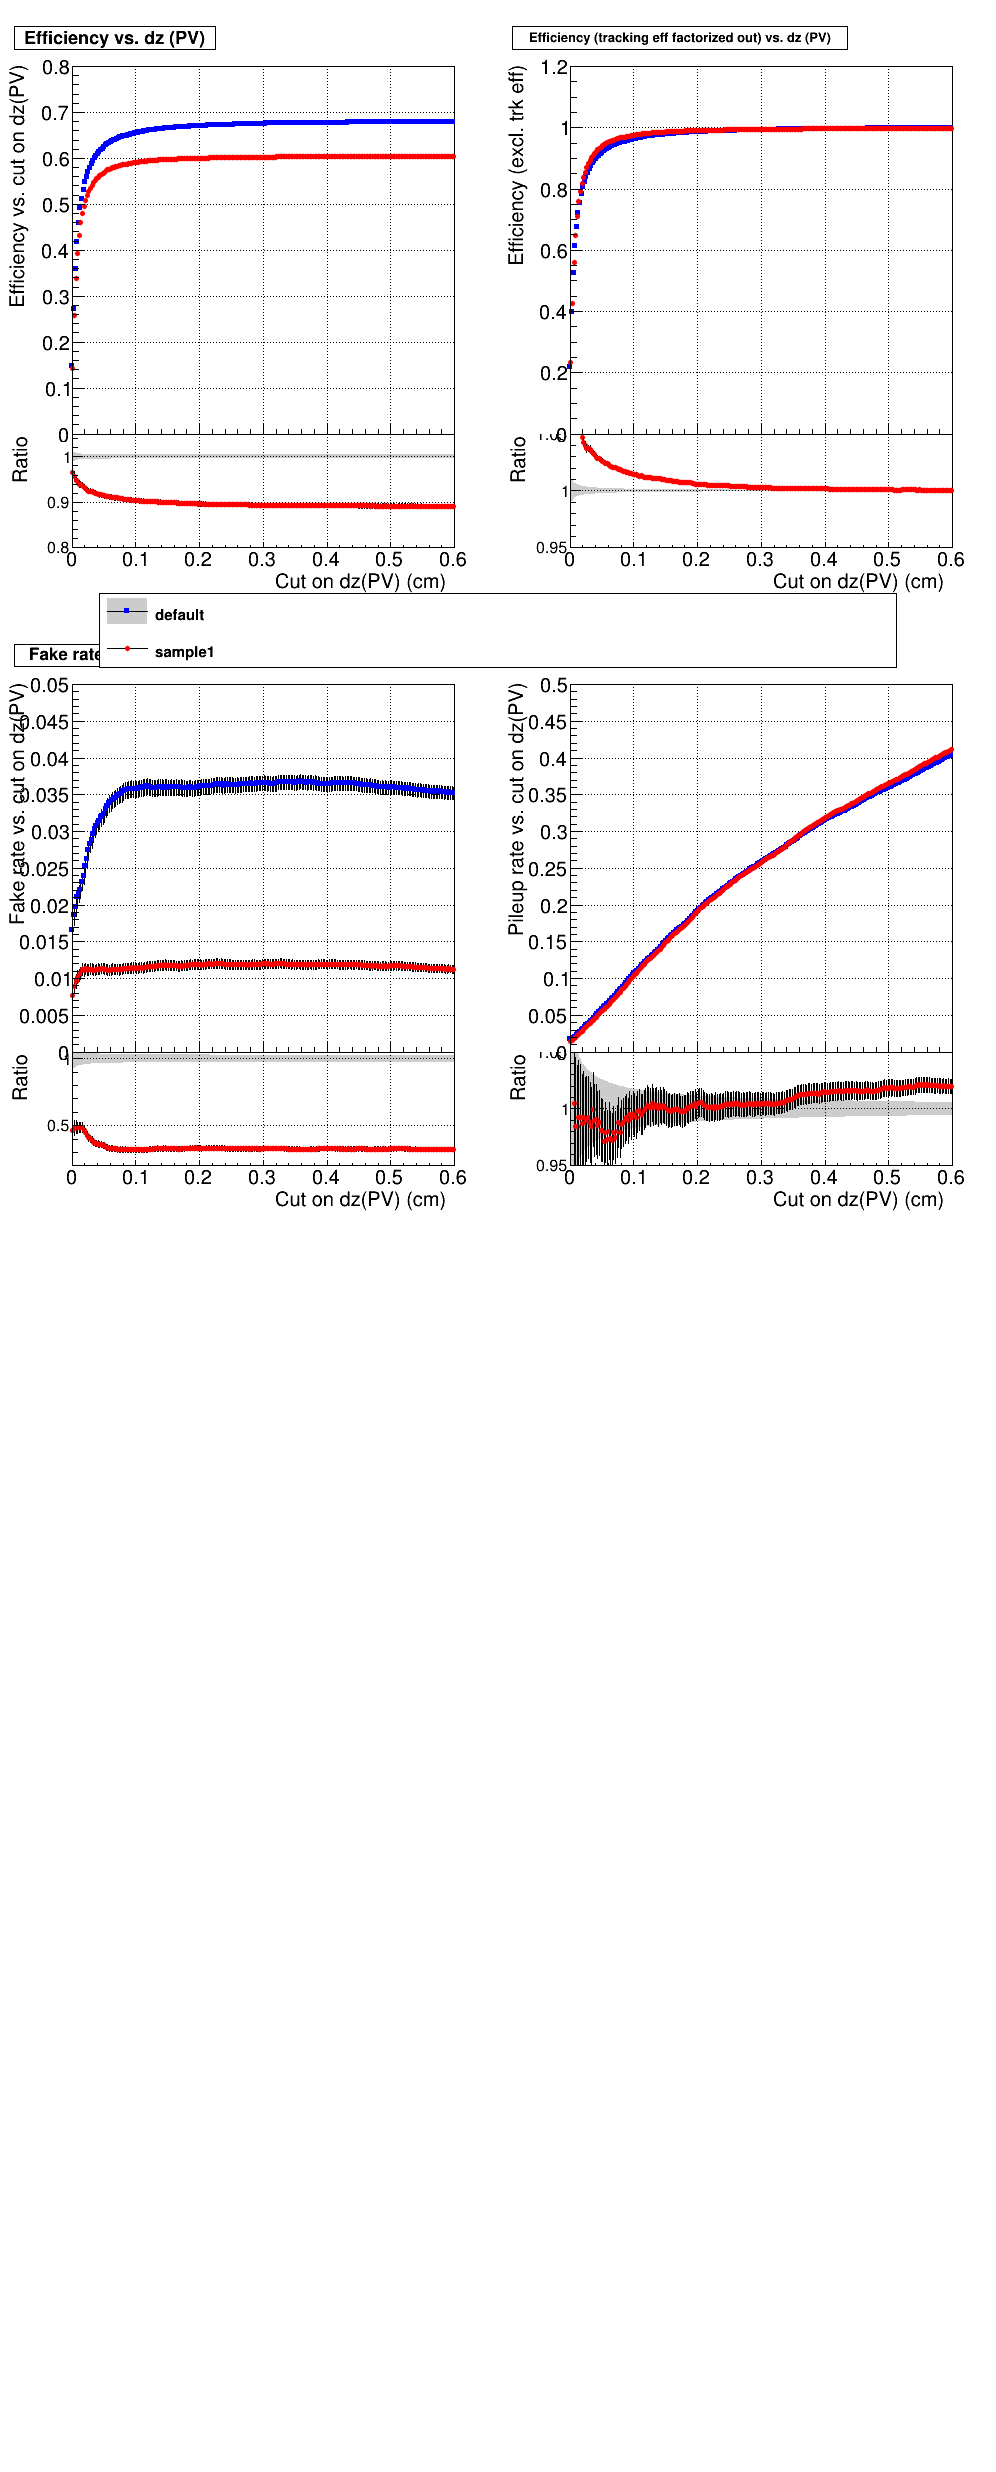 Efficiency vs. dz (PV)
Efficiency vs. cut on dz(PV)
0.8
0.7
0.6
0.5
0.4
0.3
0.2
0.1
0
Ratio
1
0.9
0.8
0 0.1 0.2 0.3 0.4 0.5 0.6
Cut on dz(PV) (cm)
Efficiency (tracking eff factorized out) vs. dz (PV)
Efficiency (excl. trk eff)
1.2
1
0.8
0.6
0.4
0.2
0
Ratio
1
0.95
0 0.1 0.2 0.3 0.4 0.5 0.6
Cut on dz(PV) (cm)
default
sample1
Fake rate
Fake rate vs. cut on dz(PV)
0.05
0.045
0.04
0.035
0.03
0.025
0.02
0.015
0.01
0.005
0
Ratio
0.5
0 0.1 0.2 0.3 0.4 0.5 0.6
Cut on dz(PV) (cm)
Pileup rate vs. cut on dz(PV)
0.5
0.45
0.4
0.35
0.3
0.25
0.2
0.15
0.1
0.05
0
Ratio
1
0.95
0 0.1 0.2 0.3 0.4 0.5 0.6
Cut on dz(PV) (cm)